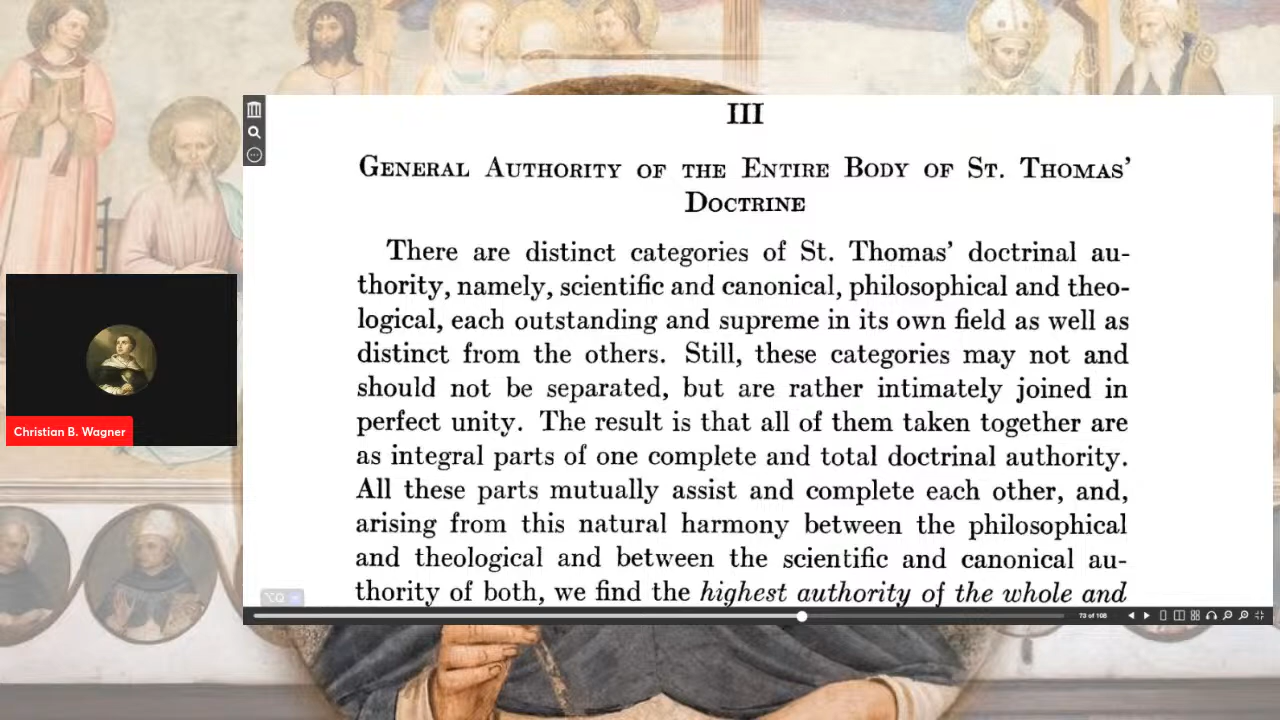 III
GENERAL AUTHORITY OF THE ENTIRE BODY OF ST. THOMAS'
DOCTRINE
There are distinct categories of St. Thomas' doctrinal au-
thority, namely, scientific and canonical, philosophical and theo-
logical, each outstanding and supreme in its own field as well as
distinct from the others. Still, these categories may not and
should not be separated, but are rather intimately joined in
perfect unity. The result is that all of them taken together are
as integral parts of one complete and total doctrinal authority.
All these parts mutually assist and complete each other, and,
arising from this natural harmony between the philosophical
and theological and between the scientific and canonical au-
thority of both, we find the highest authority of the whole and
Christian B. Wagner
73 of 108